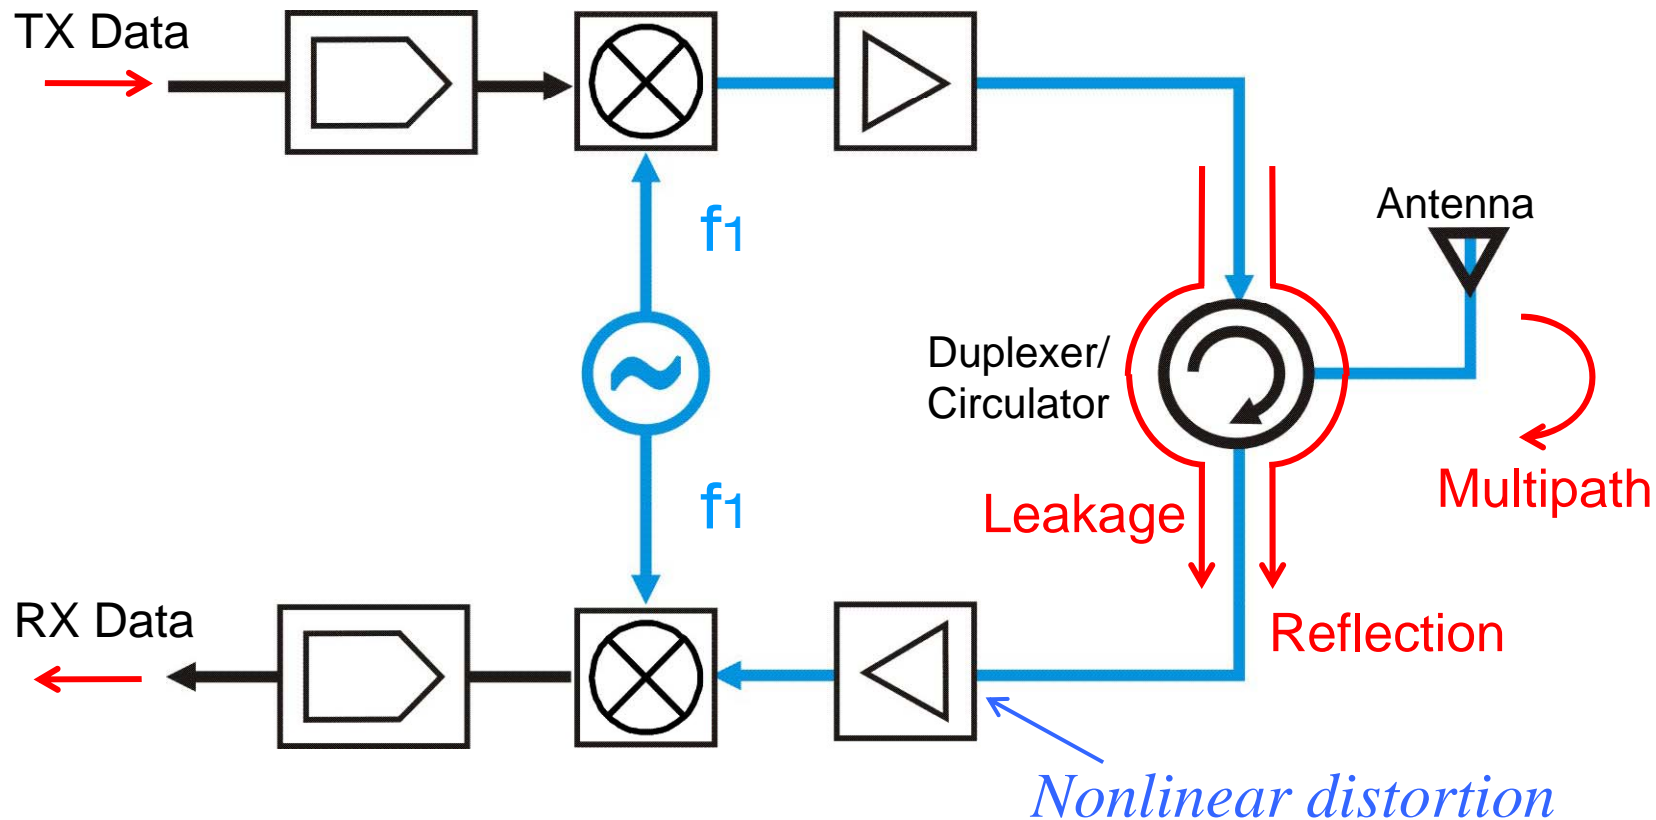 TX Data
f1
Antenna
Duplexer/
Circulator
f1
Leakage
Multipath
RX Data
Reflection
Nonlinear distortion